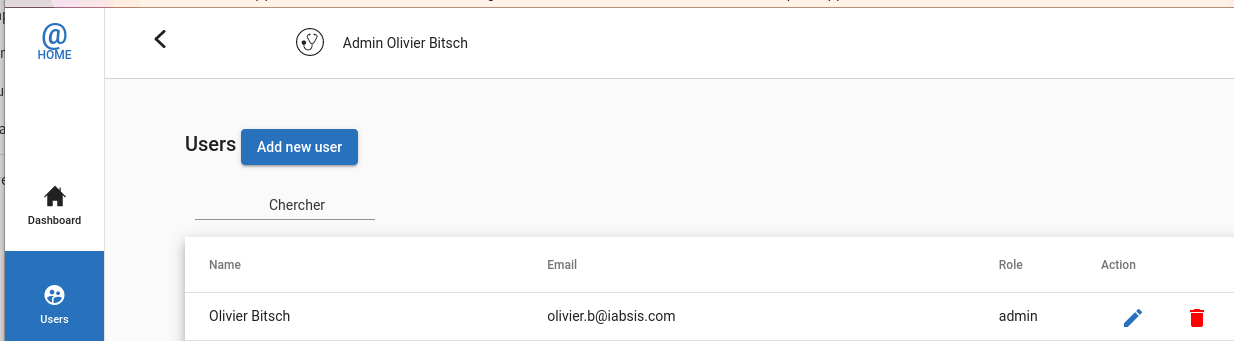 @
HOME
Admin Olivier Bitsch
Users
Add new user
Chercher
Dashboard
Name Email Role Action
Olivier Bitsch olivier.b@iabsis.com admin
Users